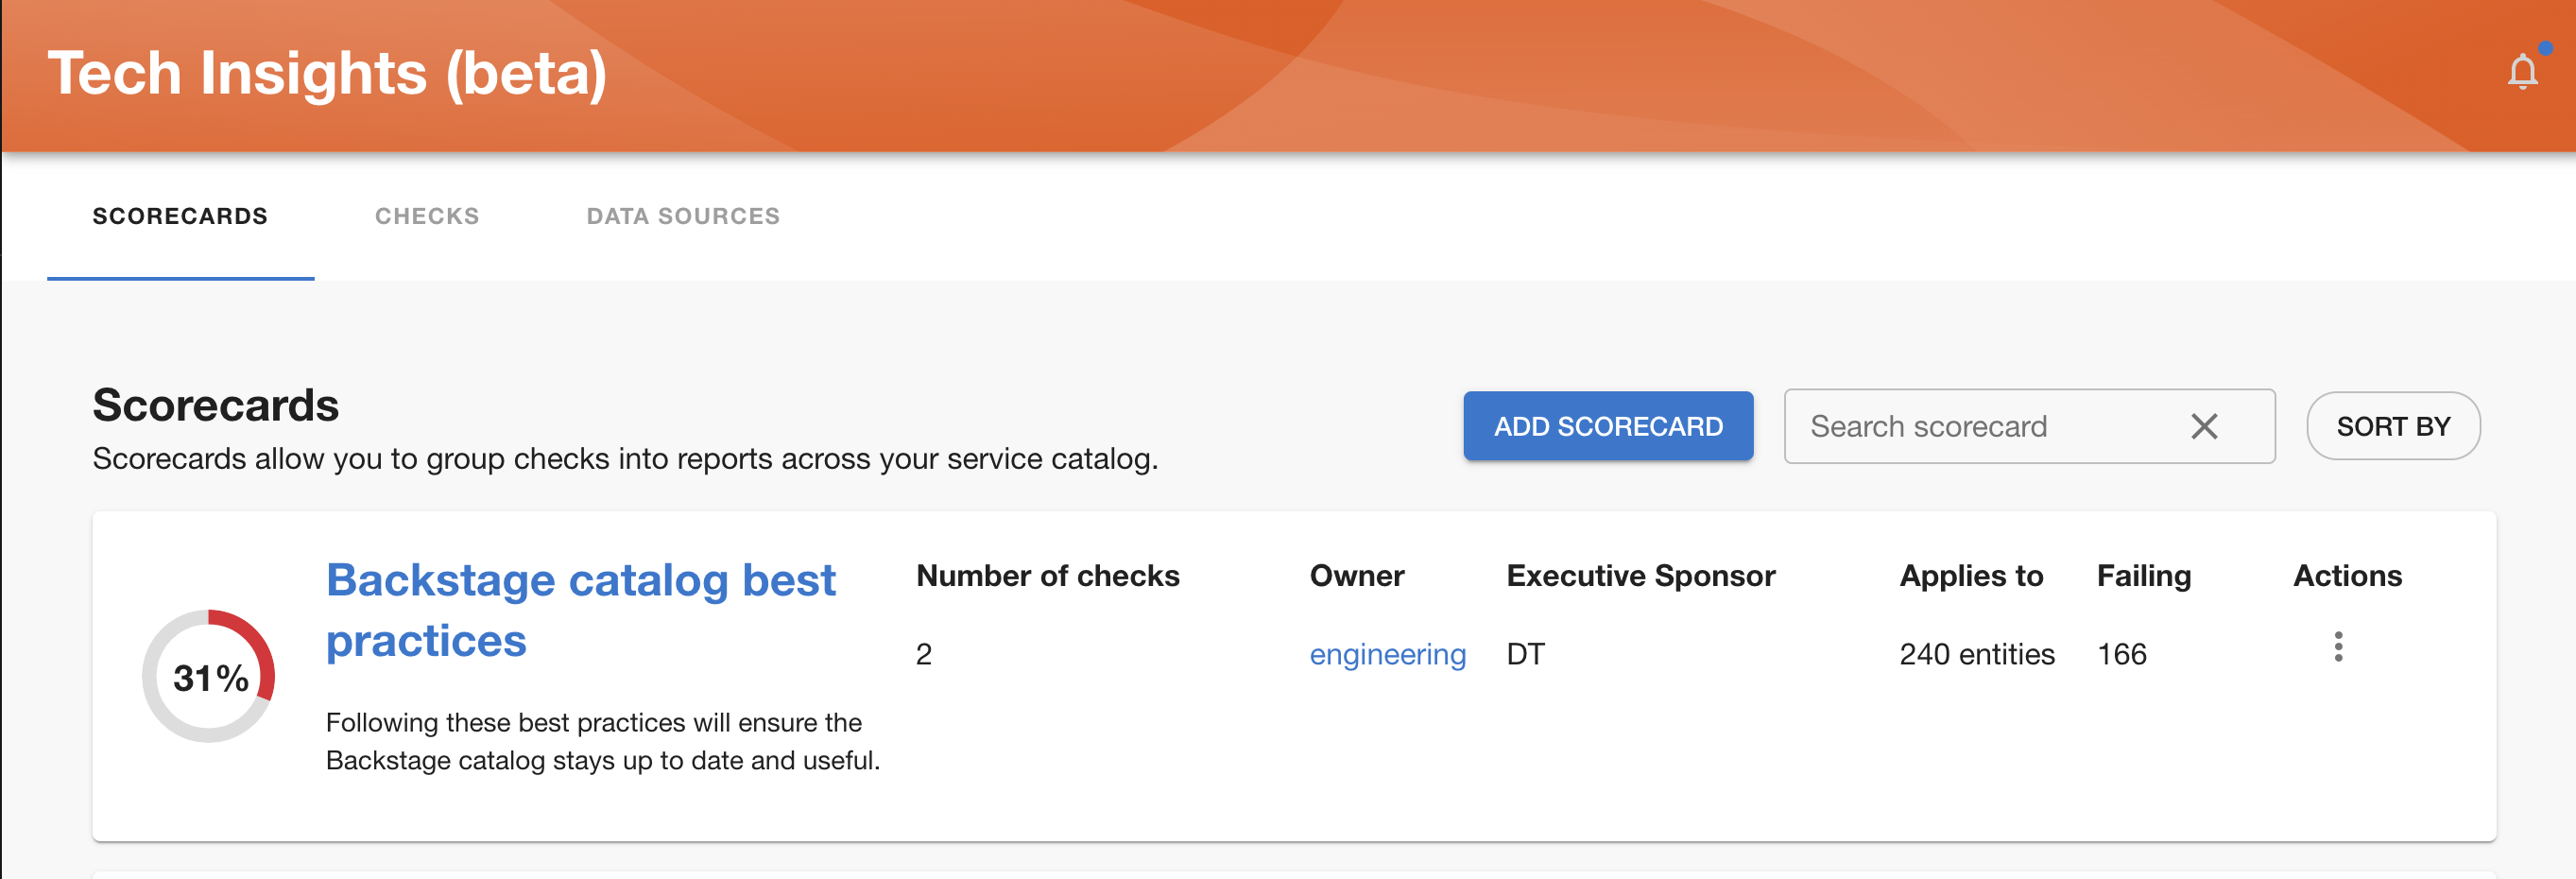 Tech Insights (beta)
SCORECARDS CHECKS DATA SOURCES
Scorecards
Scorecards allow you to group checks into reports across your service catalog.
ADD SCORECARD
Search scorecard
SORT BY
31%
Backstage catalog best
practices
Following these best practices will ensure the
Backstage catalog stays up to date and useful.
Number of checks
2
Owner
engineering
Executive Sponsor
DT
Applies to
240 entities
Failing
166
Actions